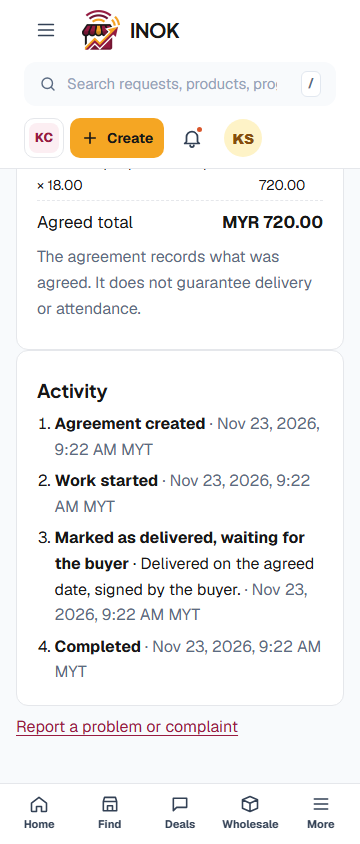 INOK
Search requests, products, pro
/
KC
Create
KS
× 18.00 720.00
Agreed total MYR 720.00
The agreement records what was
agreed. It does not guarantee delivery
or attendance.
Activity
1. Agreement created · Nov 23, 2026,
9:22 AM MYT
2. Work started · Nov 23, 2026, 9:22
AM MYT
3. Marked as delivered, waiting for
the buyer · Delivered on the agreed
date, signed by the buyer. · Nov 23,
2026, 9:22 AM MYT
4. Completed · Nov 23, 2026, 9:22 AM
MYT
Report a problem or complaint
Home Find Deals Wholesale More